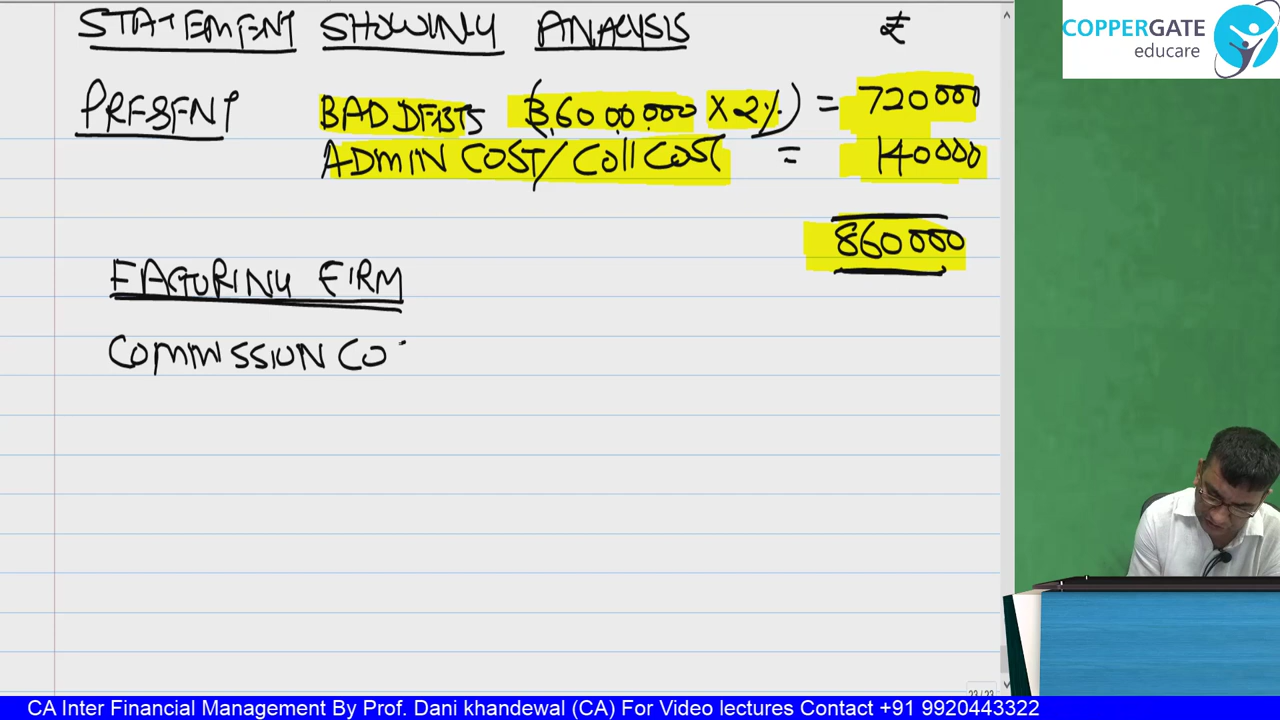 STATEMENT SHOWING ANALYSIS ₹
COPPERGATE
educare
PRESENT BAD DEBTS (3,60,00,000 X 2%) = 720000
ADMIN COST/COLL COST = 140000
860000
FACTORING FIRM
COMMISSION CO
23/23
CA Inter Financial Management By Prof. Dani khandewal (CA) For Video lectures Contact +91 9920443322